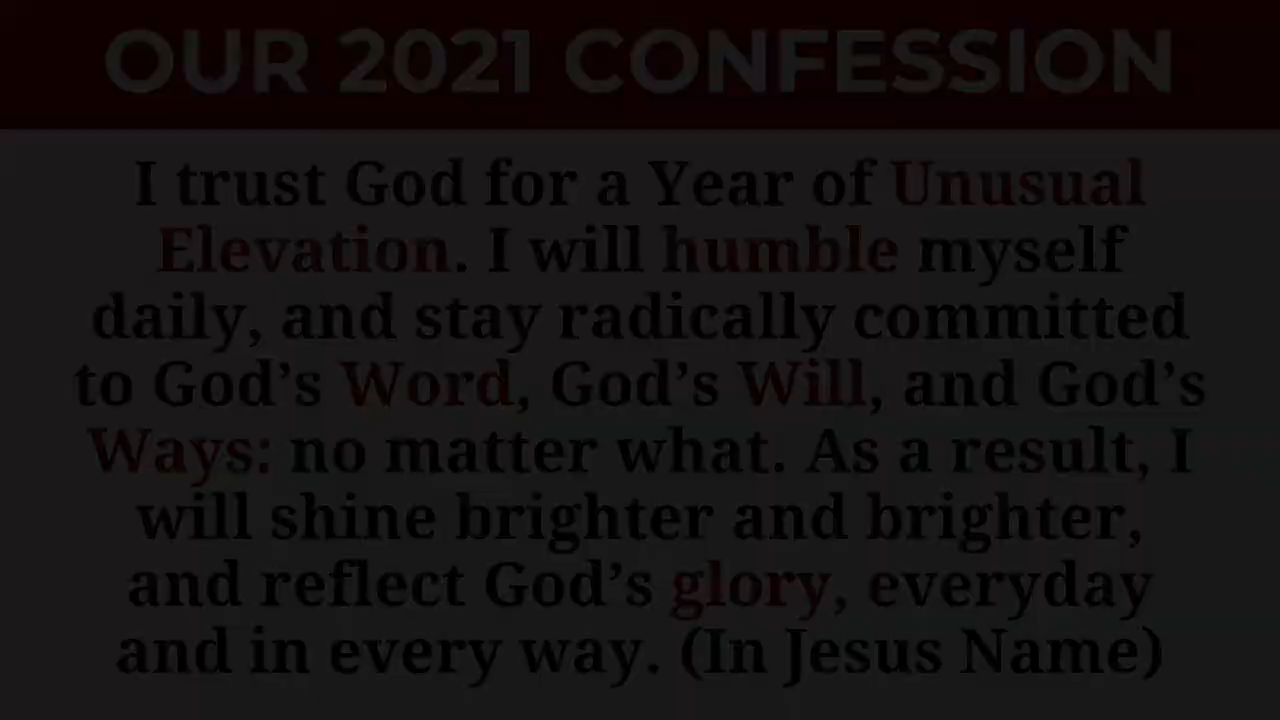 OUR 2021 CONFESSION
I trust God for a Year of Unusual
Elevation. I will humble myself
daily, and stay radically committed
to God’s Word, God’s Will, and God’s
Ways: no matter what. As a result, I
will shine brighter and brighter,
and reflect God’s glory, everyday
and in every way. (In Jesus Name)